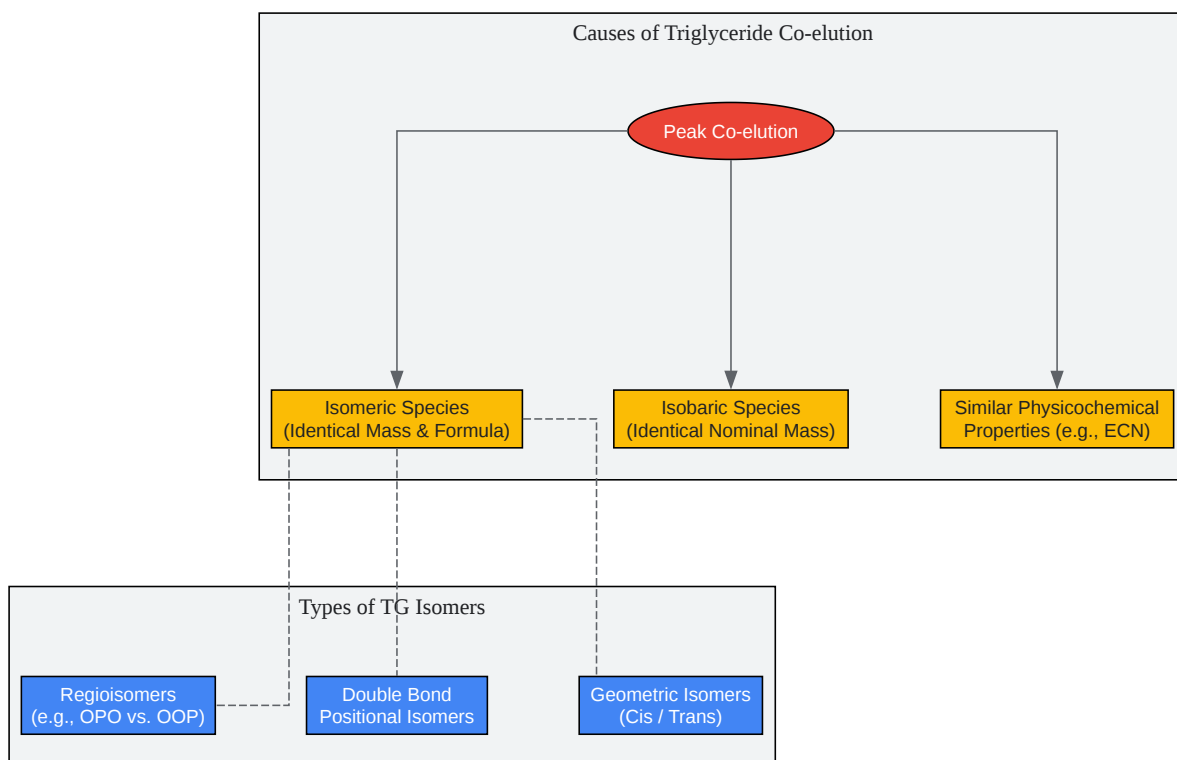 Causes of Triglyceride Co-elution
Peak Co-elution
Isomeric Species
(Identical Mass & Formula)
Isobaric Species
(Identical Nominal Mass)
Similar Physicochemical
Properties (e.g., ECN)
Types of TG Isomers
Regioisomers
(e.g., OPO vs. OOP)
Double Bond
Positional Isomers
Geometric Isomers
(Cis / Trans)